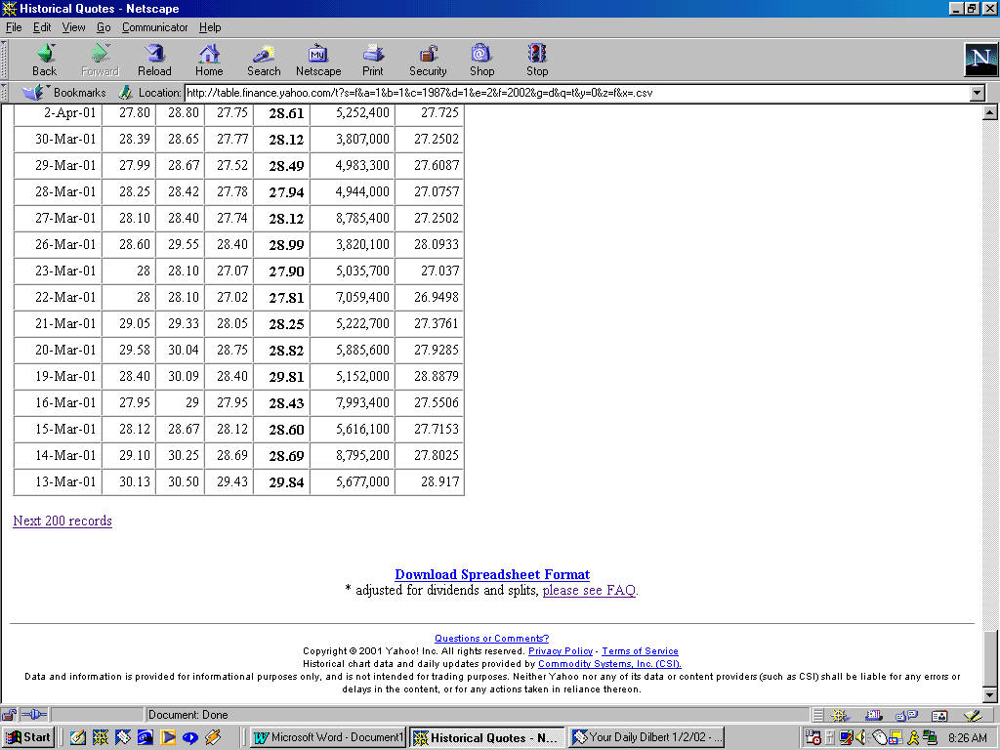 Historical Quotes - Netscape
File Edit View Go Communicator Help
Back Forward Reload Home Search Netscape Print Security Shop Stop
My
N
Bookmarks Location: http://table.finance.yahoo.com/t?s=f&a=1&b=1&c=1987&d=1&e=2&f=2002&g=d&q=t&y=0&z=f&x=.csv
2-Apr-01 27.80 28.80 27.75 28.61 5,252,400 27.725
30-Mar-01 28.39 28.65 27.77 28.12 3,807,000 27.2502
29-Mar-01 27.99 28.67 27.52 28.49 4,983,300 27.6087
28-Mar-01 28.25 28.42 27.78 27.94 4,944,000 27.0757
27-Mar-01 28.10 28.40 27.74 28.12 8,785,400 27.2502
26-Mar-01 28.60 29.55 28.40 28.99 3,820,100 28.0933
23-Mar-01 28 28.10 27.07 27.90 5,035,700 27.037
22-Mar-01 28 28.10 27.02 27.81 7,059,400 26.9498
21-Mar-01 29.05 29.33 28.05 28.25 5,222,700 27.3761
20-Mar-01 29.58 30.04 28.75 28.82 5,885,600 27.9285
19-Mar-01 28.40 30.09 28.40 29.81 5,152,000 28.8879
16-Mar-01 27.95 29 27.95 28.43 7,993,400 27.5506
15-Mar-01 28.12 28.67 28.12 28.60 5,616,100 27.7153
14-Mar-01 29.10 30.25 28.69 28.69 8,795,200 27.8025
13-Mar-01 30.13 30.50 29.43 29.84 5,677,000 28.917
Next 200 records
Download Spreadsheet Format
* adjusted for dividends and splits, please see FAQ.
Questions or Comments?
Copyright © 2001 Yahoo! Inc. All rights reserved. Privacy Policy - Terms of Service
Historical chart data and daily updates provided by Commodity Systems, Inc. (CSI).
Data and information is provided for informational purposes only, and is not intended for trading purposes. Neither Yahoo nor any of its data or content providers (such as CSI) shall be liable for any errors or
delays in the content, or for any actions taken in reliance thereon.
Document: Done
Start Microsoft Word - Document1 Historical Quotes - N... Your Daily Dilbert 1/2/02 - ... 8:26 AM